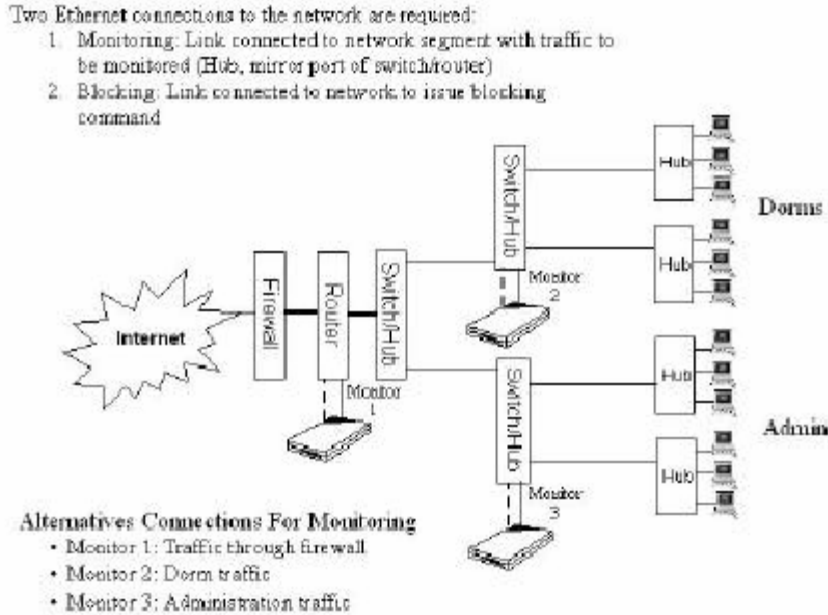 Two Ethernet connections to the network are required:
1. Monitoring: Link connected to network segment with traffic to
be monitored (Hub, mirror port of switch/router)
2. Blocking: Link connected to network to issue blocking
command
Switch/Hub
Hub
Dorms
Hub
Monitor
2
Internet
Firewall
Router
Switch/Hub
Monitor
1
Switch/Hub
Hub
Admin
Hub
Monitor
3
Alternatives Connections For Monitoring
• Monitor 1: Traffic through firewall
• Monitor 2: Dorm traffic
• Monitor 3: Administration traffic